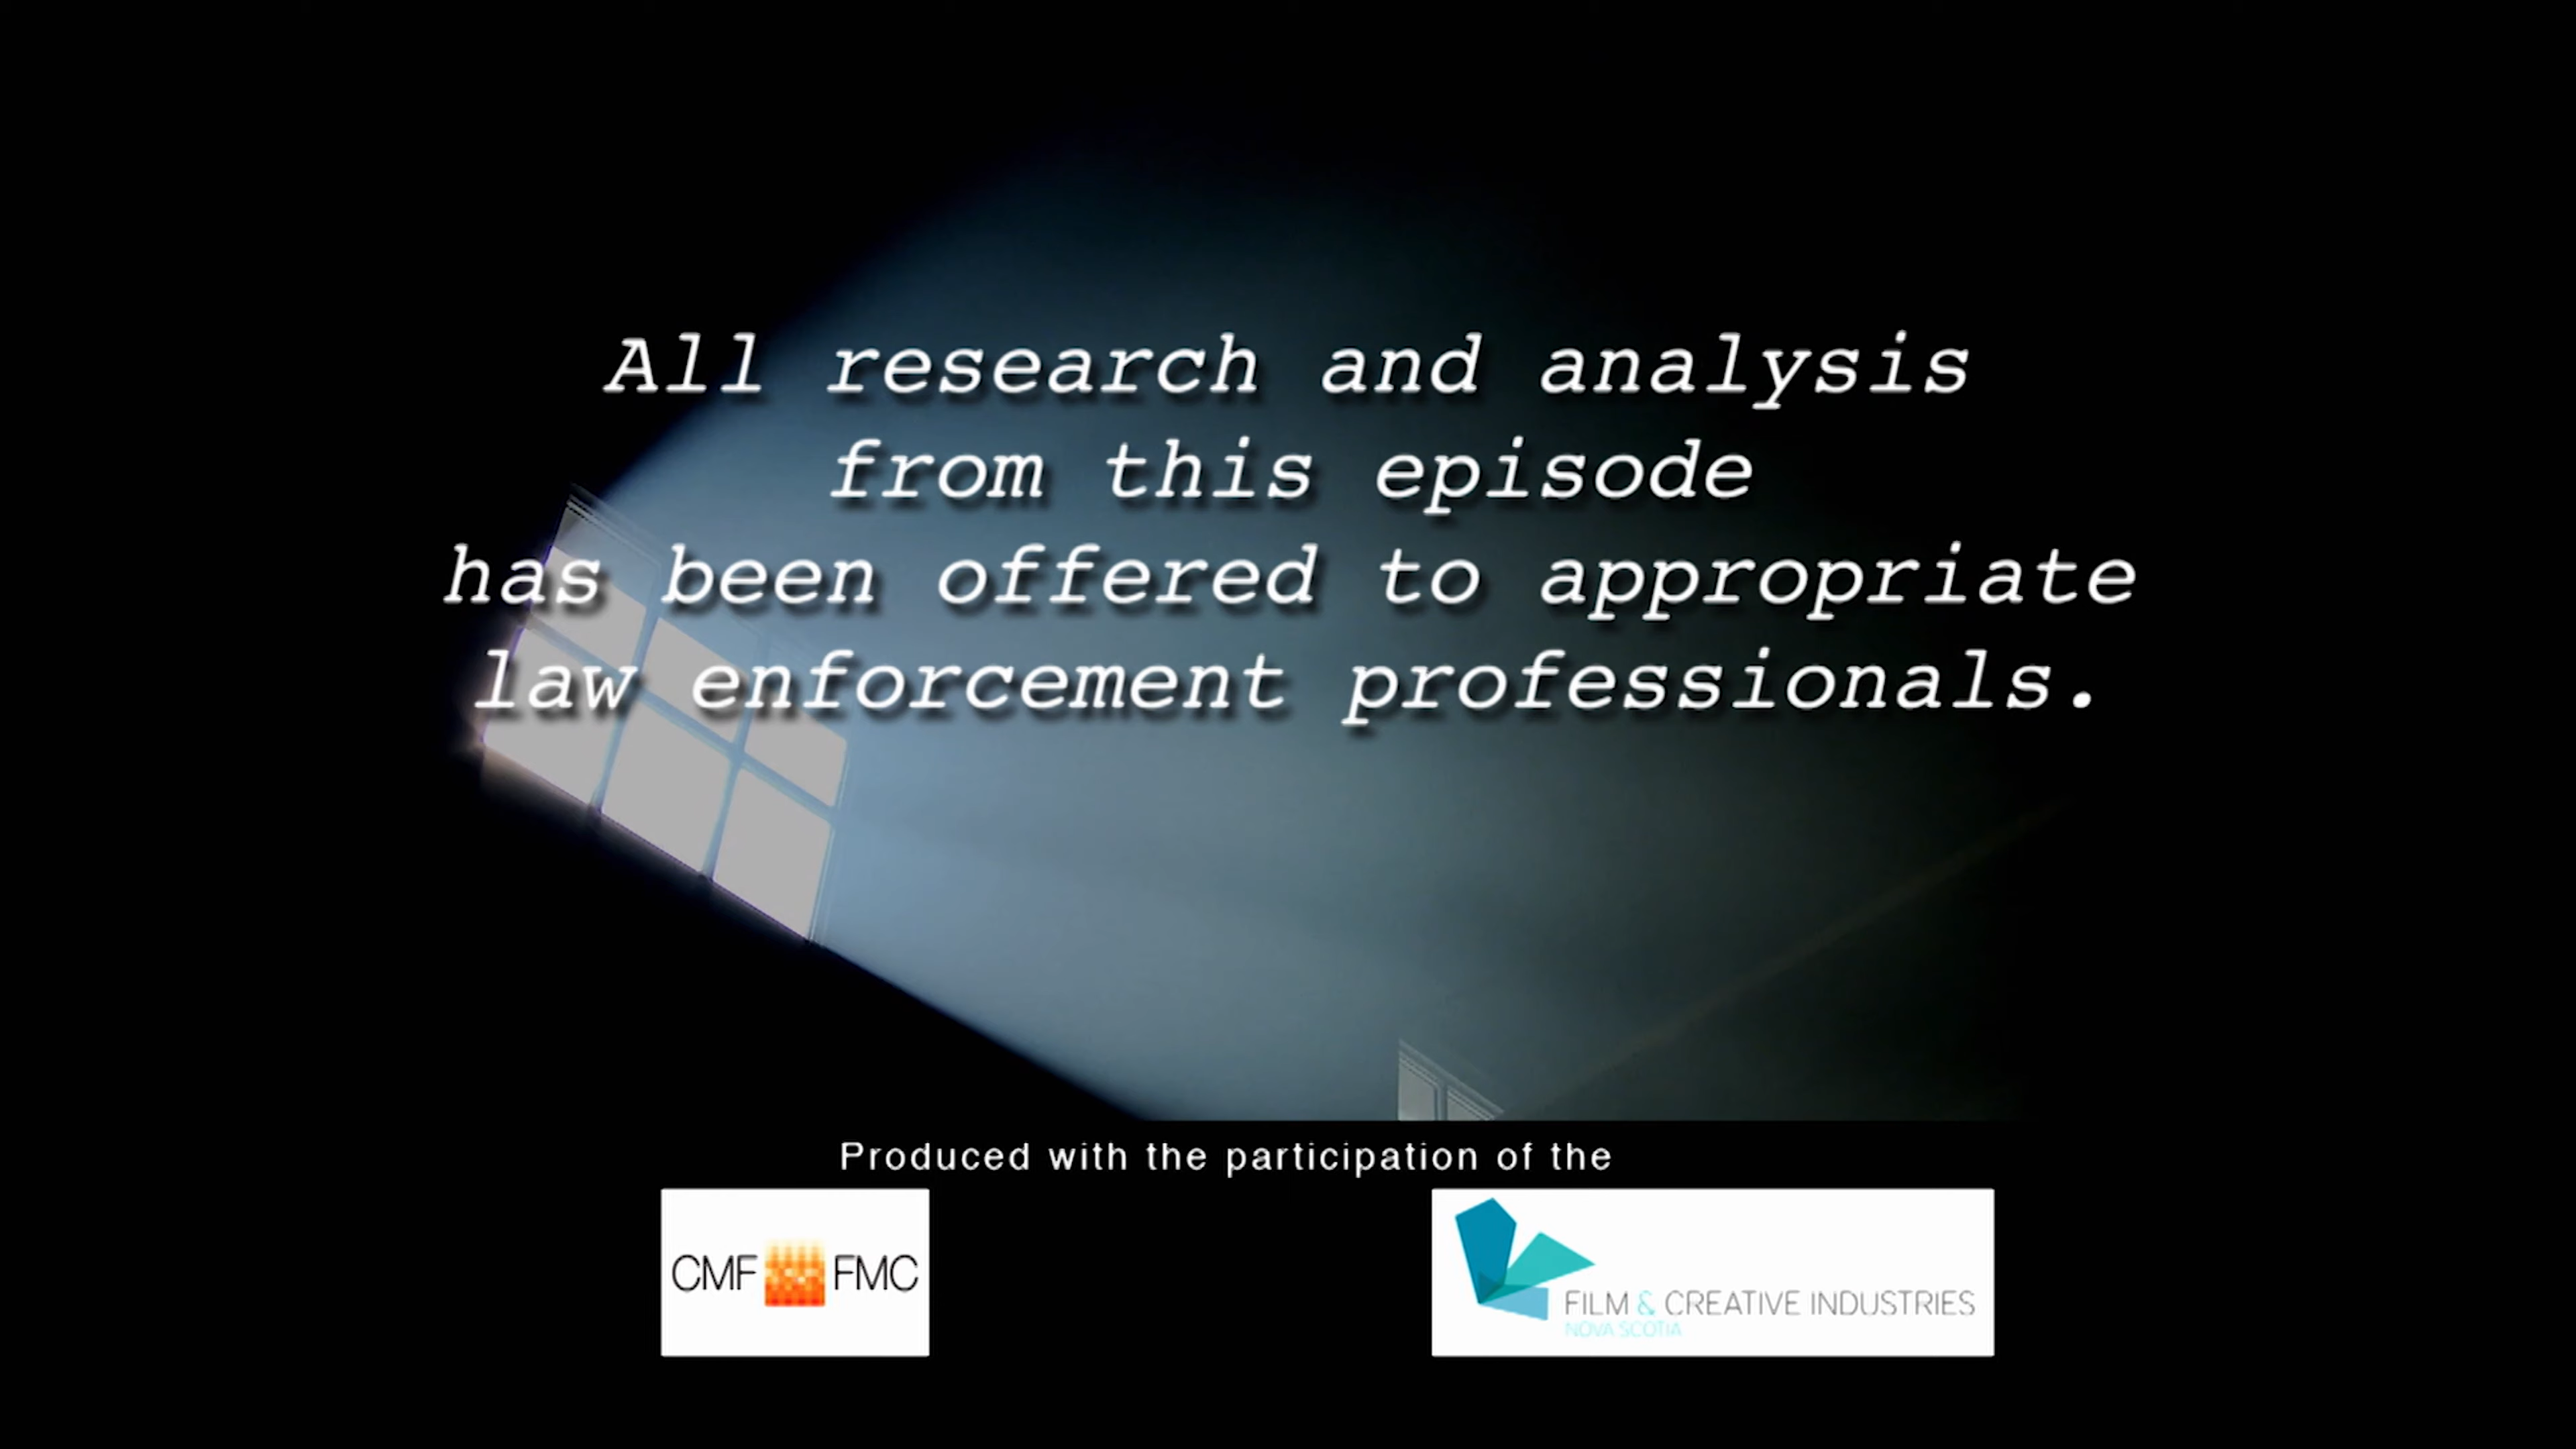 All research and analysis
from this episode
has been offered to appropriate
law enforcement professionals.
Produced with the participation of the
CMF FMC
FILM & CREATIVE INDUSTRIES
NOVA SCOTIA